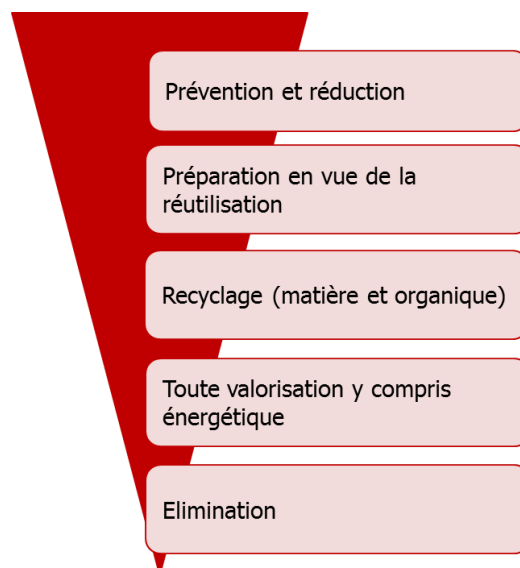 Prévention et réduction
Préparation en vue de la
réutilisation
Recyclage (matière et organique)
Toute valorisation y compris
énergétique
Elimination